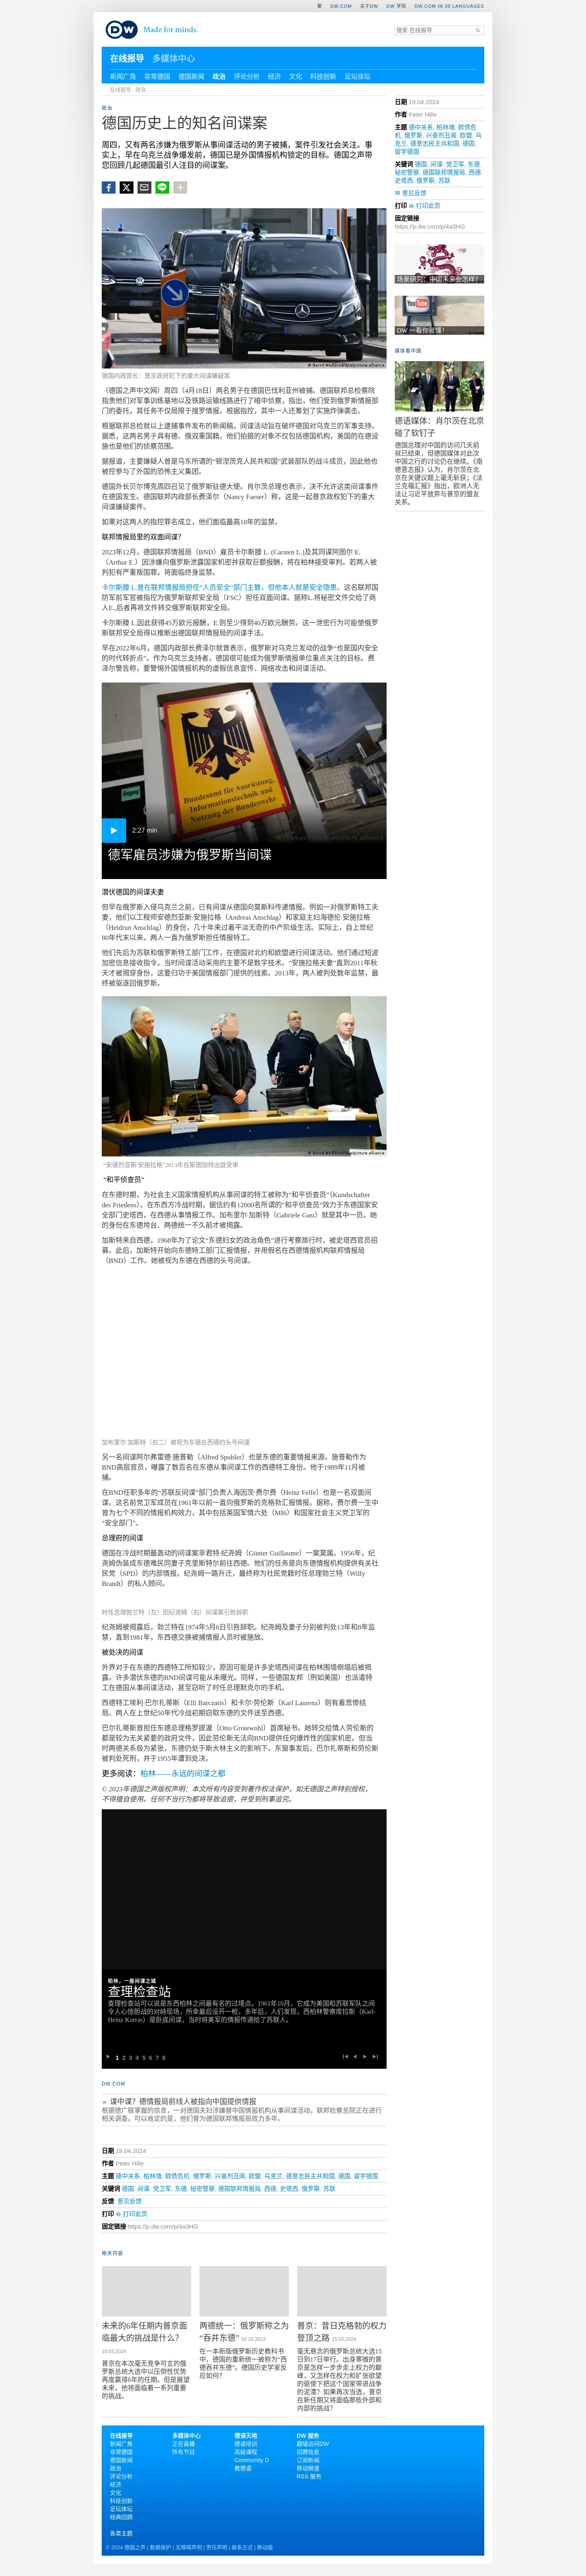 繁 DW.COM 关于DW DW 学院 DW.COM IN 30 LANGUAGES
DW Made for minds.
搜索 在线报导
在线报导 多媒体中心
新闻广角 非常德国 德国新闻 政治 评论分析 经济 文化 科技创新 足坛体坛
在线报导 · 政治
政治
德国历史上的知名间谍案
周四，又有两名涉嫌为俄罗斯从事间谍活动的男子被捕，案件引发社会关注。事
实上，早在乌克兰战争爆发前，德国已是外国情报机构锁定的目标。德国之声带
您回顾几起德国最引人注目的间谍案。
德国内政部长：普京政府犯下的重大间谍嫌疑案
（德国之声中文网）周四（4月18日）两名男子在德国巴伐利亚州被捕。德国联邦总检察院
指责他们对军事训练基地以及铁路运输线路进行了暗中侦察，指出，他们受到俄罗斯情报部
门的委托，其任务不仅局限于搜罗情报。根据指控，其中一人还筹划了实施炸弹袭击。
根据联邦总检就以上逮捕事件发布的新闻稿，间谍活动旨在破坏德国对乌克兰的军事支持。
据悉，这两名男子具有德、俄双重国籍，他们拍摄的对象不仅包括德国机构，美国的在德设
施也是他们的侦察范围。
据报道，主要嫌疑人曾是乌东所谓的“顿涅茨克人民共和国”武装部队的战斗成员，因此他也
被控参与了外国的恐怖主义集团。
德国外长贝尔博克周四召见了俄罗斯驻德大使。肖尔茨总理也表示，决不允许这类间谍事件
在德国发生。德国联邦内政部长费泽尔（Nancy Faeser）称，这是一起普京政权犯下的重大
间谍嫌疑案件。
如果对这两人的指控罪名成立，他们面临最高10年的监禁。
联邦情报局里的双面间谍?
2023年12月，德国联邦情报局（BND）雇员卡尔斯滕 L. (Carsten L.)及其同谋阿图尔 E.
（Arthur E.）因涉嫌向俄罗斯泄露国家机密并获取巨额报酬，将在柏林接受审判。若两人被
判犯有严重叛国罪，将面临终身监禁。
卡尔斯滕 L.曾在联邦情报局担任“人员安全”部门主管，但他本人就是安全隐患。这名联邦国
防军前军官被指控为俄罗斯联邦安全局（FSC）担任双面间谍。据称L.将秘密文件交给了商
人E.,后者再将文件转交俄罗斯联邦安全局。
卡尔斯滕 L.因此获得45万欧元报酬，E.则至少得到40万欧元酬劳。这一泄密行为可能使俄罗
斯联邦安全局得以推断出德国联邦情报局的间谍手法。
早在2022年6月，德国内政部长费泽尔就曾表示，俄罗斯对乌克兰发动的战争“也是国内安全
的时代转折点”。作为乌克兰支持者，德国很可能成为俄罗斯情报单位重点关注的目标。费
泽尔警告称，要警惕外国情报机构的虚假信息宣传、网络攻击和间谍活动。
2:27 min
德军雇员涉嫌为俄罗斯当间谍
潜伏德国的间谍夫妻
但早在俄罗斯入侵乌克兰之前，已有间谍从德国向莫斯科传递情报。例如一对俄罗斯特工夫
妻，他们以工程师安德烈亚斯·安施拉格（Andreas Anschlag）和家庭主妇海德伦·安施拉格
（Heidrun Anschlag）的身份，几十年来过着平淡无奇的中产阶级生活。实际上，自上世纪
80年代末以来，两人一直为俄罗斯担任情报特工。
他们先后为苏联和俄罗斯特工部门工作，在德国对北约和欧盟进行间谍活动。他们通过短波
加密信息接收指令，当时间谍活动采用的主要不是数字技术。“安施拉格夫妻”直到2011年秋
天才被揭穿身份，这要归功于美国情报部门提供的线索。2013年，两人被判处数年监禁，最
终被驱逐回俄罗斯。
“安德烈亚斯·安施拉格”2013年在斯图加特出庭受审
“和平侦查员”
在东德时期，为社会主义国家情报机构从事间谍的特工被称为“和平侦查员”（Kundschafter
des Friedens）。在东西方冷战时期，据信约有12000名所谓的“和平侦查员”效力于东德国家安
全部门史塔西，在西德从事情报工作。加布里尔·加斯特（Gabriele Gast）就是其中一员。她
的身份在东德垮台、两德统一不久前才被揭露。
加斯特来自西德，1968年为了论文“东德妇女的政治角色”进行考察旅行时，被史塔西官员招
募。此后，加斯特开始向东德特工部门汇报情报，并用假名在西德情报机构联邦情报局
（BND）工作。她被视为东德在西德的头号间谍。
加布里尔·加斯特（右二）被视为东德在西德的头号间谍
另一名间谍阿尔弗雷德·施普勒（Alfred Spuhler）也是东德的重要情报来源。施普勒作为
BND高层官员，曝露了数百名在东德从事间谍工作的西德特工身份。他于1989年11月被
捕。
在BND任职多年的“苏联反间谍”部门负责人海因茨·费尔费（Heinz Felfe）也是一名双面间
谍。这名前党卫军成员在1961年以前一直向俄罗斯的克格勃汇报情报。据称，费尔费一生中
曾为七个不同的情报机构效力，其中包括英国军情六处（MI6）和国家社会主义党卫军的
“安全部门”。
总理府的间谍
德国在冷战时期最轰动的间谍案非君特·纪尧姆（Günter Guillaume）一案莫属。1956年，纪
尧姆伪装成东德难民同妻子克里斯特尔前往西德。他们的任务是向东德情报机构提供有关社
民党（SPD）的内部情报。纪尧姆一路升迁，最终称为社民党籍时任总理勃兰特（Willy
Brandt）的私人顾问。
时任总理勃兰特（左）因纪尧姆（右）间谍案引咎辞职
纪尧姆被揭露后，勃兰特在1974年5月6日引咎辞职。纪尧姆及妻子分别被判处13年和8年监
禁，直到1981年，东西德交换被捕情报人员时被施放。
被处决的间谍
外界对于在东德的西德特工所知较少，原因可能是许多史塔西间谍在柏林围墙倒塌后被揭
露。许多潜伏东德的BND间谍可能从未曝光。同样，一些德国友邦（例如美国）也派遣特
工在德国从事间谍活动，甚至窃听了时任总理默克尔的手机。
西德特工埃利·巴尔扎蒂斯（Elli Barczatis）和卡尔·劳伦斯（Karl Laurenz）则有着悲惨结
局。两人在上世纪50年代冷战初期窃取东德的文件送至西德。
巴尔扎蒂斯曾担任东德总理格罗提渥（Otto Grotewohl）首席秘书。她转交给情人劳伦斯的
都是较为无关紧要的政府文件，因此劳伦斯无法向BND提供任何爆炸性的国家机密。但当
时两德关系极为紧张，东德仍处于斯大林主义的影响下。东窗事发后，巴尔扎蒂斯和劳伦斯
被判处死刑，并于1955年遭到处决。
更多阅读：柏林——永远的间谍之都
© 2023年德国之声版权声明：本文所有内容受到著作权法保护，如无德国之声特别授权，
不得擅自使用。任何不当行为都将导致追偿，并受到刑事追究。
柏林，一座间谍之城
查理检查站
查理检查站可以说是东西柏林之间最有名的过境点。1961年10月，它成为美国和苏联军队之间
令人心惊胆战的对峙现场，所幸最后没开一枪。多年后，人们发现，西柏林警察库拉斯（Karl-
Heinz Kurras）是卧底间谍，当时将美军的情报传递给了苏联人。
1 2 3 4 5 6 7 8
DW.COM
» 谍中谍？德情报局前线人被指向中国提供情报
根据德广联掌握的信息，一对德国夫妇涉嫌替中国情报机构从事间谍活动，联邦检察总院正在进行
相关调查。可以肯定的是，他们曾为德国联邦情报局效力多年。
日期 19.04.2024
作者 Peter Hille
主题 德中关系, 柏林墙, 欧债危机, 俄罗斯, 兴奋剂丑闻, 欧盟, 乌克兰, 德意志民主共和国, 德国, 留学德国
关键词 德国, 间谍, 党卫军, 东德, 秘密警察, 德国联邦情报局, 西德, 史塔西, 俄罗斯, 苏联
反馈: 意见反馈
打印 打印此页
固定链接 https://p.dw.com/p/4a3HG
相关内容
未来的6年任期内普京面
临最大的挑战是什么？
19.03.2024
普京在本次毫无竞争可言的俄
罗斯总统大选中以压倒性优势
再度赢得6年的任期。但是展望
未来，他将面临着一系列重要
的挑战。
两德统一：俄罗斯称之为
“吞并东德” 02.10.2023
在一本新版俄罗斯历史教科书
中，德国的重新统一被称为“西
德吞并东德”。德国历史学家反
应如何?
普京：昔日克格勃的权力
登顶之路 15.03.2024
毫无悬念的俄罗斯总统大选15
日到17日举行。出身寒微的普
京是怎样一步步走上权力的巅
峰，又怎样在权力和扩张欲望
的驱使下把这个国家带进战争
的泥潭？如果再次当选，普京
在新任期又将面临那些外部和
内部的挑战？
日期 19.04.2024
作者 Peter Hille
主题 德中关系, 柏林墙, 欧债危
机, 俄罗斯, 兴奋剂丑闻, 欧盟, 乌
克兰, 德意志民主共和国, 德国,
留学德国
关键词 德国, 间谍, 党卫军, 东德,
秘密警察, 德国联邦情报局, 西德,
史塔西, 俄罗斯, 苏联
意见反馈
打印 打印此页
固定链接
https://p.dw.com/p/4a3HG
场景研究：中国未来会怎样？
YouTube
DW 一看你就懂！
媒体看中国
德语媒体：肖尔茨在北京
碰了软钉子
德国总理对中国的访问几天前
就已结束，但德国媒体对此次
中国之行的讨论仍在继续。《南
德意志报》认为，肖尔茨在北
京在关键议题上毫无斩获；《法
兰克福汇报》指出，欧洲人无
法让习近平放弃与普京的盟友
关系。
在线报导
新闻广角
非常德国
德国新闻
政治
评论分析
经济
文化
科技创新
足坛体坛
经典回顾
各类主题
多媒体中心
正在直播
所有节目
德语天地
德语培训
高级课程
Community D
教德语
DW 服务
翻墙访问DW
招聘信息
订阅新闻
移动频道
RSS 服务
© 2024 德国之声 | 数据保护 | 无障碍声明 | 责任声明 | 联系方式 | 移动版